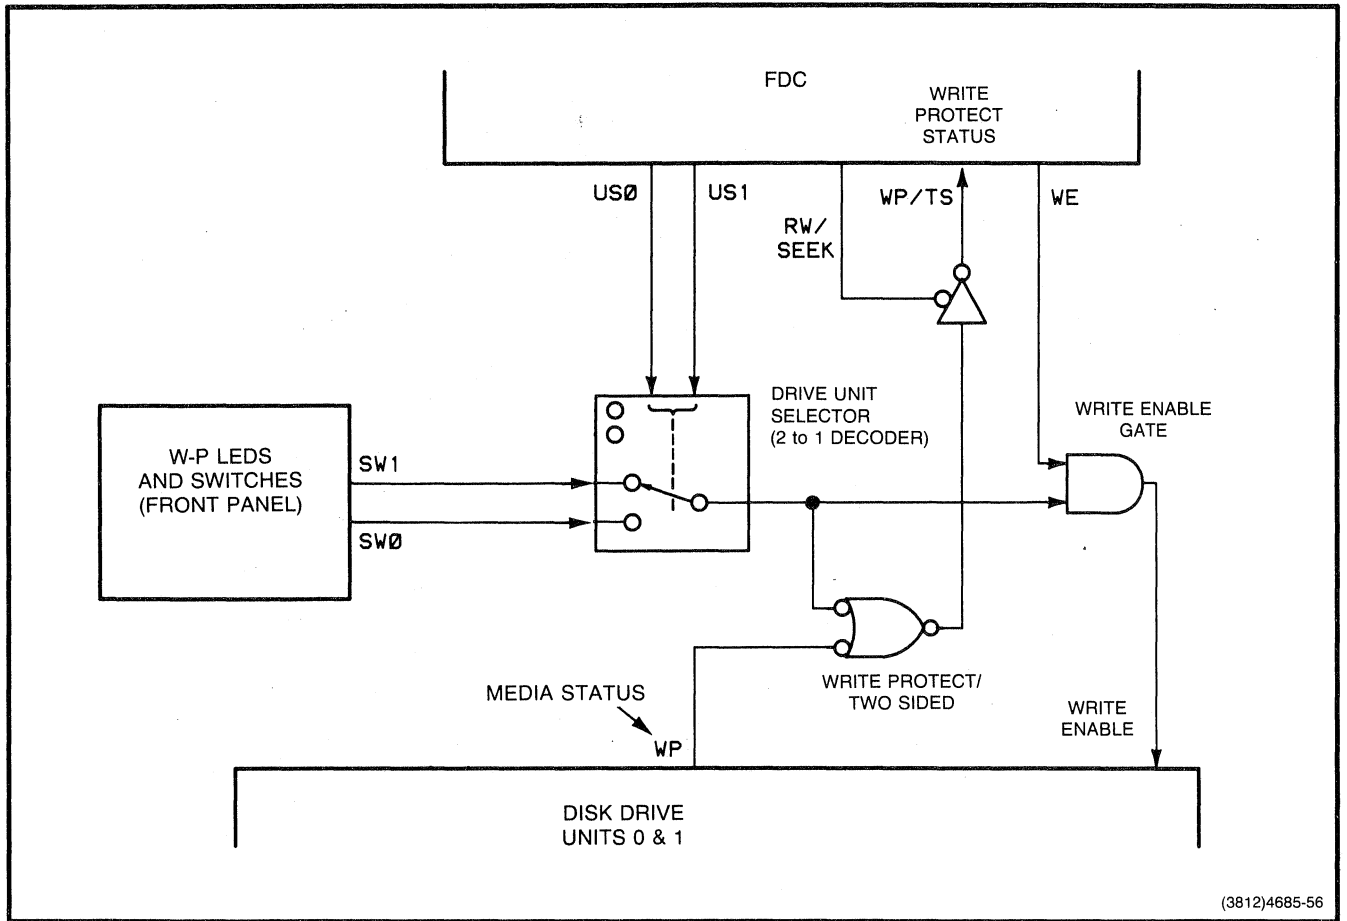 FDC
WRITE
PROTECT
STATUS
USØ
US1
WP/TS
WE
RW/
SEEK
DRIVE UNIT
SELECTOR
(2 to 1 DECODER)
WRITE ENABLE
GATE
W-P LEDS
AND SWITCHES
(FRONT PANEL)
SW1
SWØ
WRITE PROTECT/
TWO SIDED
MEDIA STATUS
WP
WRITE
ENABLE
DISK DRIVE
UNITS 0 & 1
(3812)4685-56